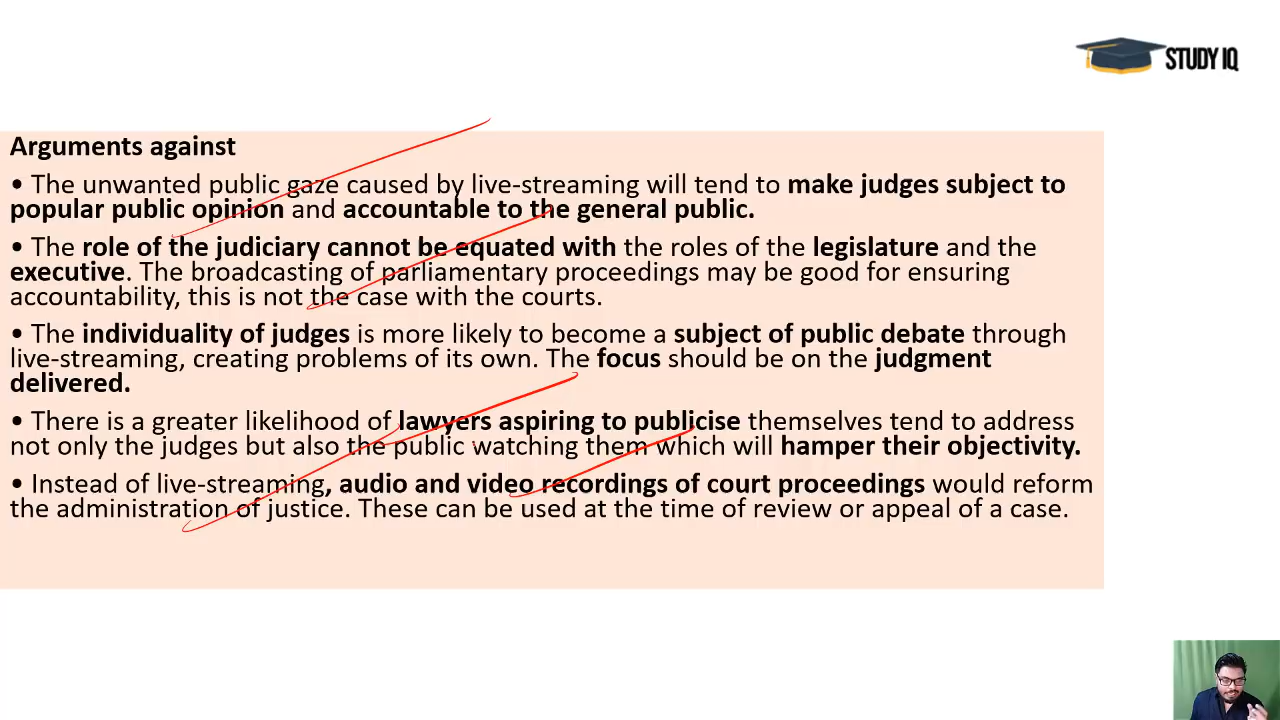 STUDY IQ
Arguments against
• The unwanted public gaze caused by live-streaming will tend to make judges subject to
popular public opinion and accountable to the general public.
• The role of the judiciary cannot be equated with the roles of the legislature and the
executive. The broadcasting of parliamentary proceedings may be good for ensuring
accountability, this is not the case with the courts.
• The individuality of judges is more likely to become a subject of public debate through
live-streaming, creating problems of its own. The focus should be on the judgment
delivered.
• There is a greater likelihood of lawyers aspiring to publicise themselves tend to address
not only the judges but also the public watching them which will hamper their objectivity.
• Instead of live-streaming, audio and video recordings of court proceedings would reform
the administration of justice. These can be used at the time of review or appeal of a case.